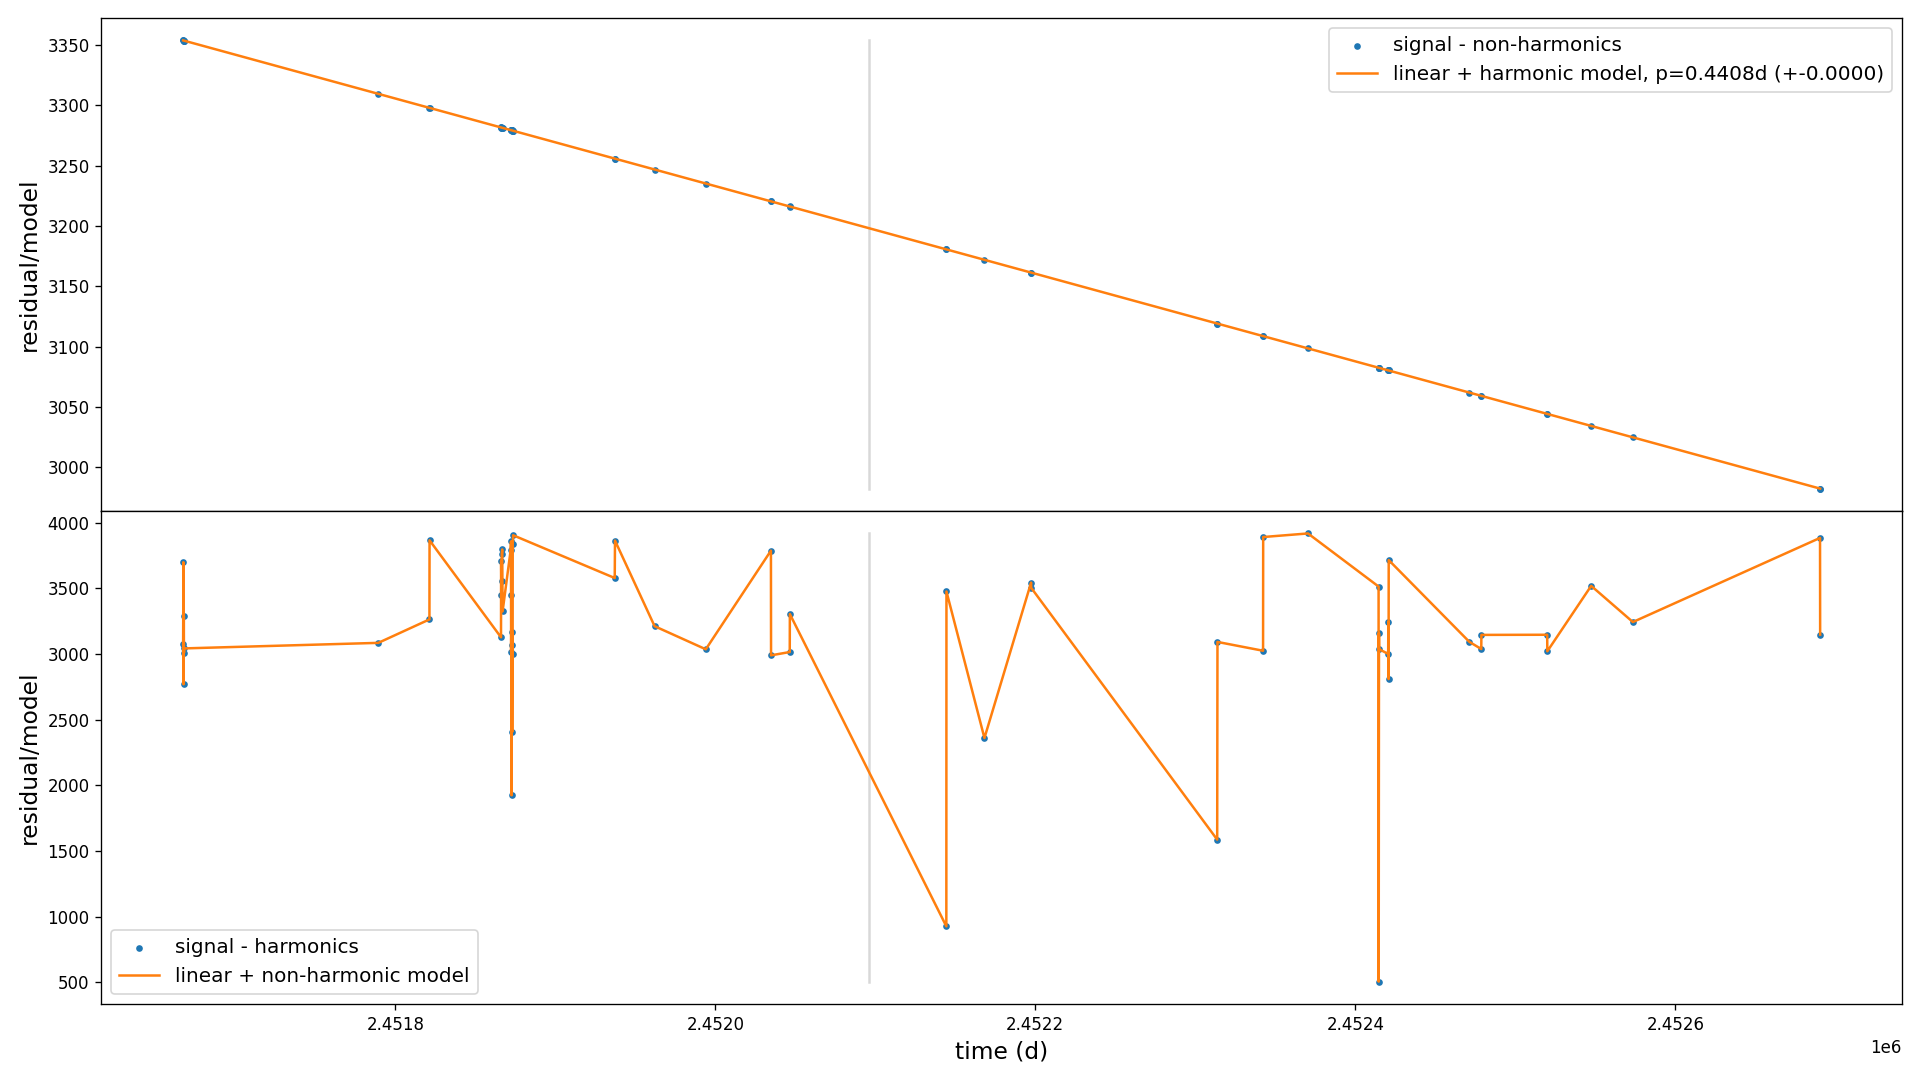 3350
3300
3250
3200
3150
3100
3050
3000
residual/model
signal - non-harmonics
linear + harmonic model, p=0.4408d (+-0.0000)
4000
3500
3000
2500
2000
1500
1000
500
residual/model
signal - harmonics
linear + non-harmonic model
2.4518
2.4520
2.4522
2.4524
2.4526
1e6
time (d)